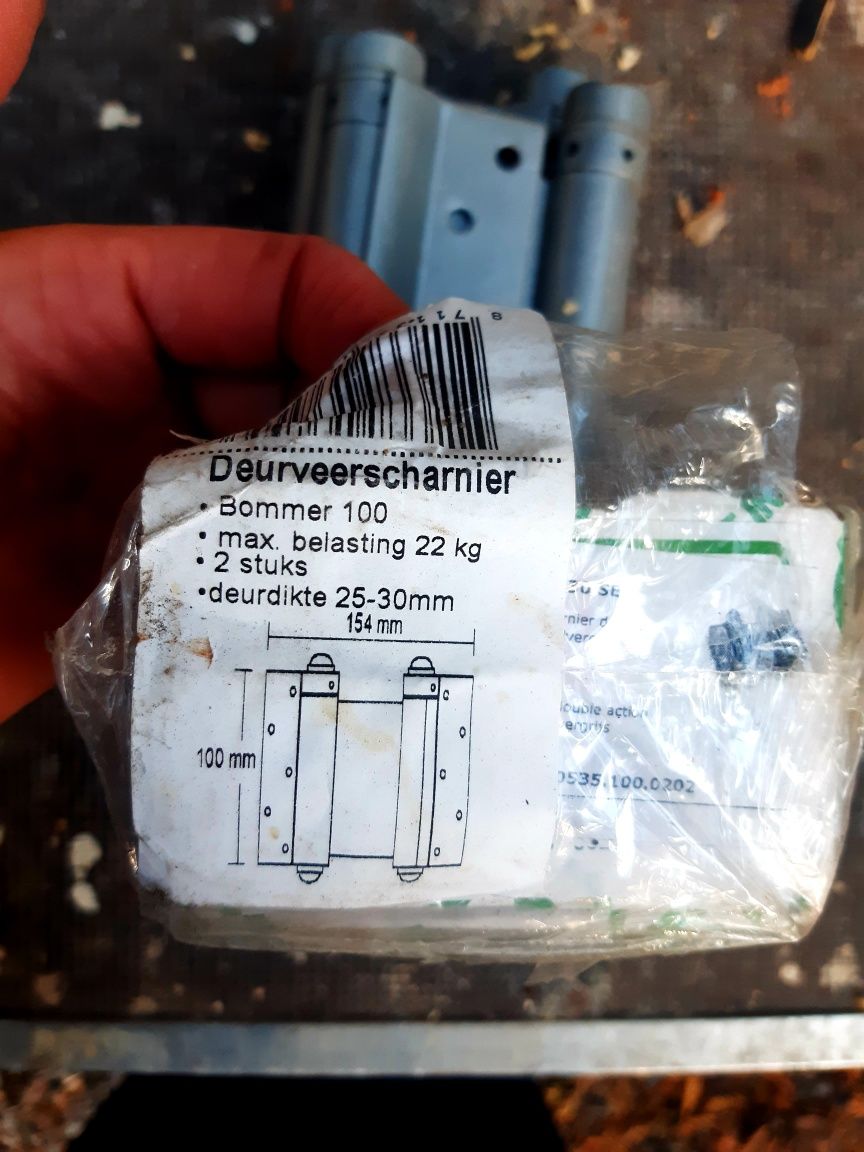 Deurveerscharnier
• Bommer 100
• max. belasting 22 kg
• 2 stuks
• deurdikte 25-30mm
154 mm
100 mm
double action
0535.100.0202